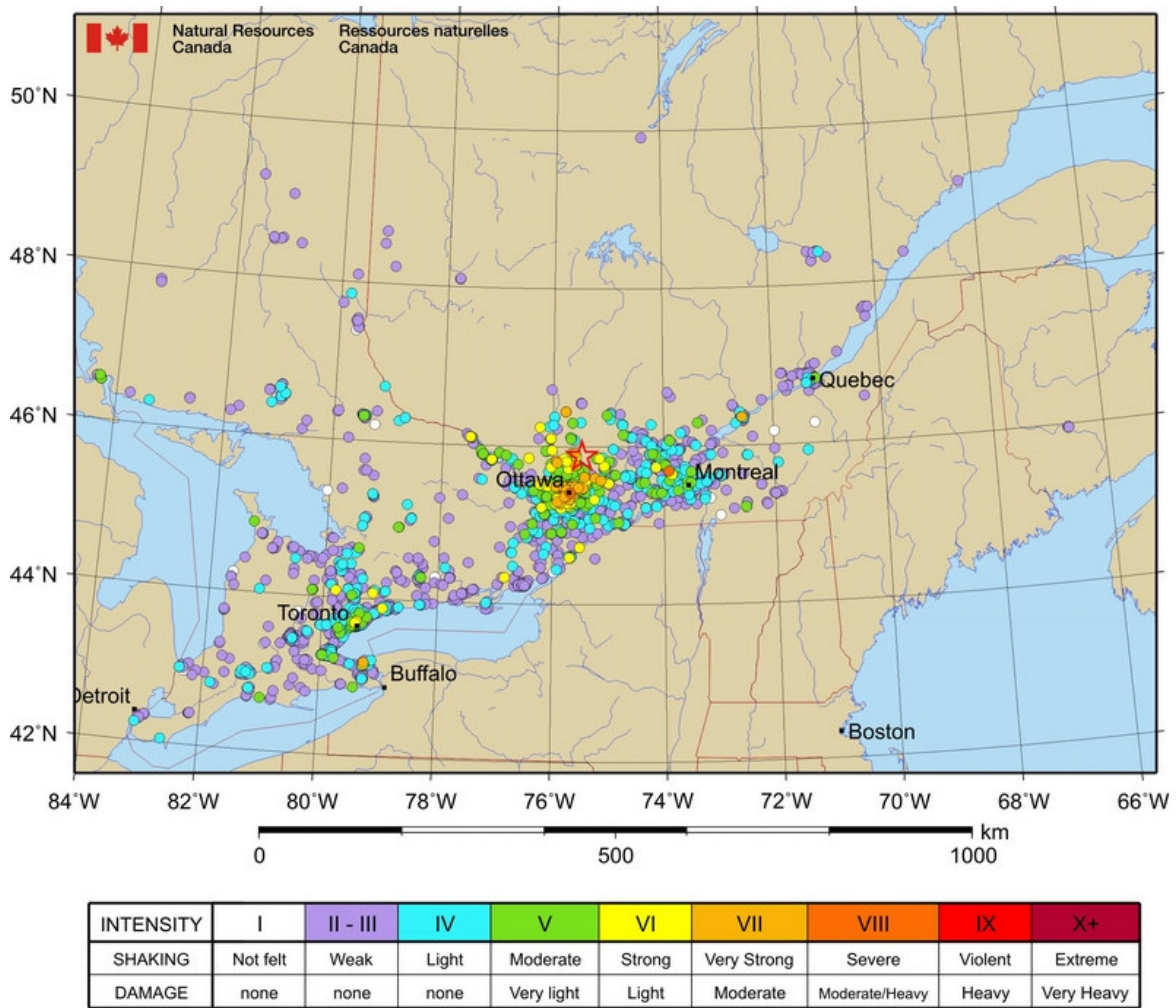 Natural Resources Ressources naturelles
Canada Canada
50°N
48°N
46°N
44°N
42°N
Quebec
Ottawa
Montreal
Toronto
Buffalo
Detroit
Boston
84°W 82°W 80°W 78°W 76°W 74°W 72°W 70°W 68°W 66°W
km
0 500 1000
INTENSITY I II - III IV V VI VII VIII IX X+
SHAKING Not felt Weak Light Moderate Strong Very Strong Severe Violent Extreme
DAMAGE none none none Very light Light Moderate Moderate/Heavy Heavy Very Heavy